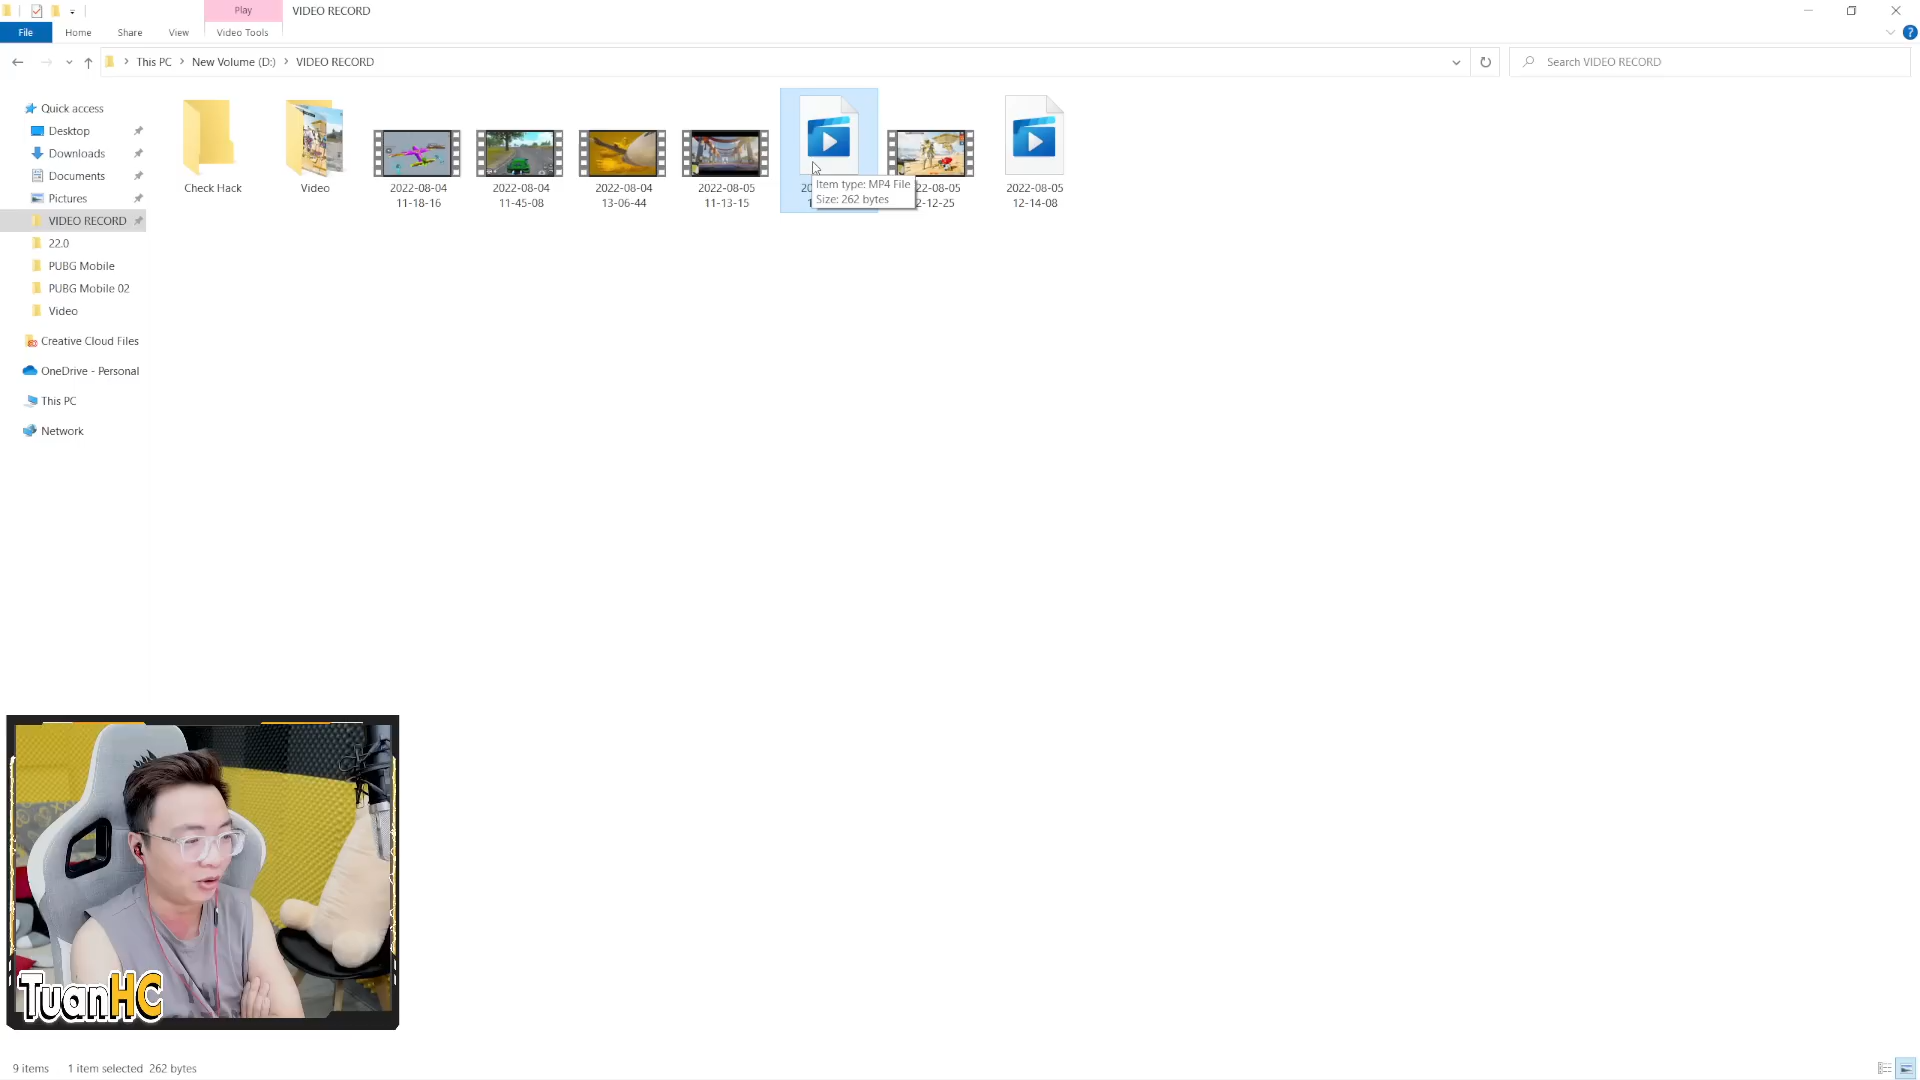 Play
VIDEO RECORD
File
Home
Share
View
Video Tools
This PC
New Volume (D:)
VIDEO RECORD
Search VIDEO RECORD
Quick access
Desktop
Downloads
Documents
Pictures
VIDEO RECORD
22.0
PUBG Mobile
PUBG Mobile 02
Video
Creative Cloud Files
OneDrive - Personal
This PC
Network
Check Hack
Video
2022-08-04
11-18-16
2022-08-04
11-45-08
2022-08-04
13-06-44
2022-08-05
11-13-15
Item type: MP4 File
Size: 262 bytes
2022-08-05
12-14-08
TuanHC
9 items
1 item selected 262 bytes